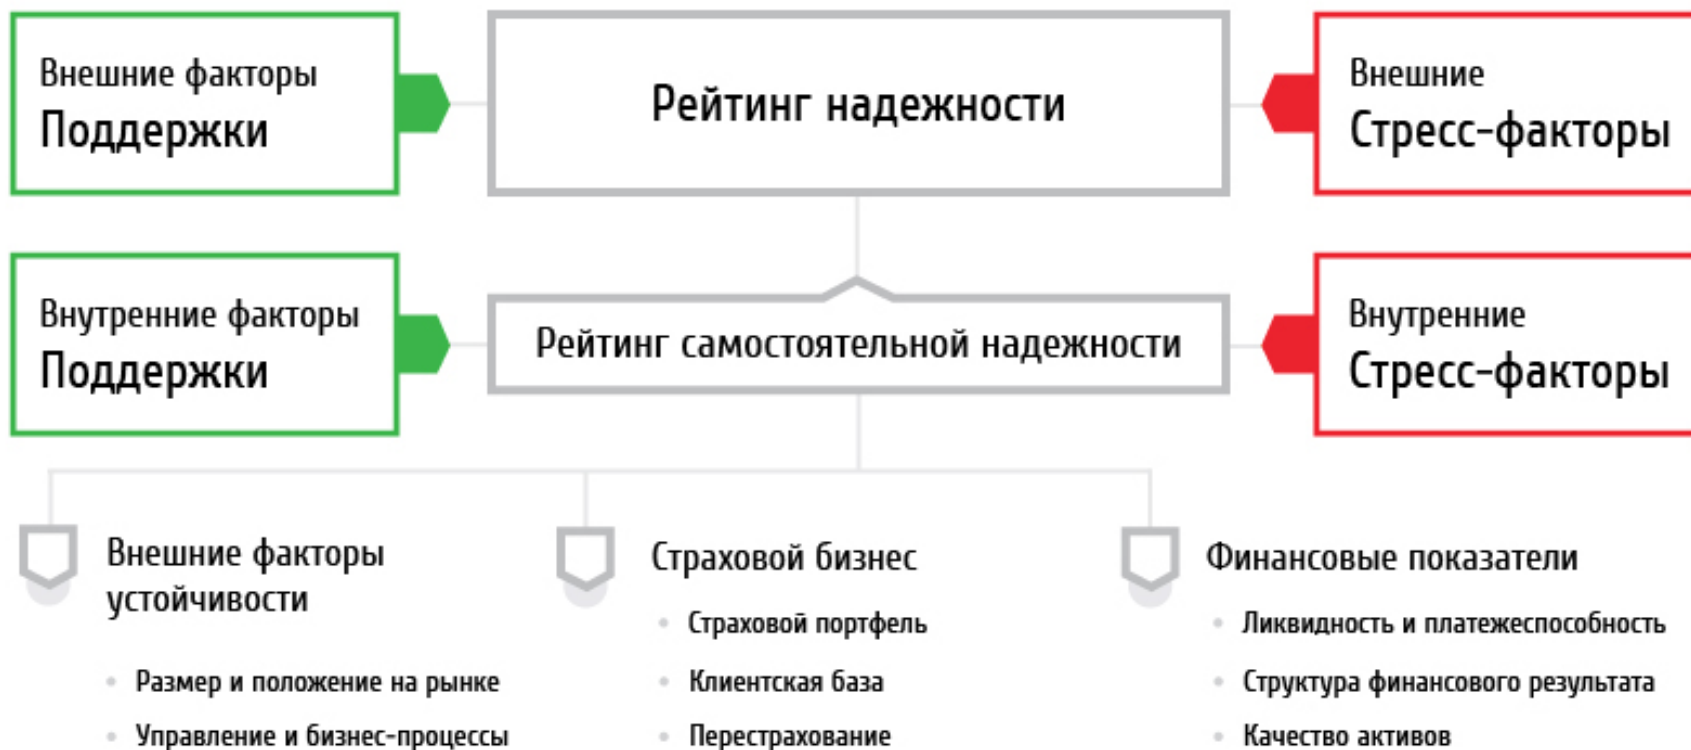 Внешние факторы
Поддержки
Рейтинг надежности
Внешние
Стресс-факторы
Внутренние факторы
Поддержки
Рейтинг самостоятельной надежности
Внутренние
Стресс-факторы
Внешние факторы
устойчивости
Размер и положение на рынке
Управление и бизнес-процессы
Страховой бизнес
Страховой портфель
Клиентская база
Перестрахование
Финансовые показатели
Ликвидность и платежеспособность
Структура финансового результата
Качество активов